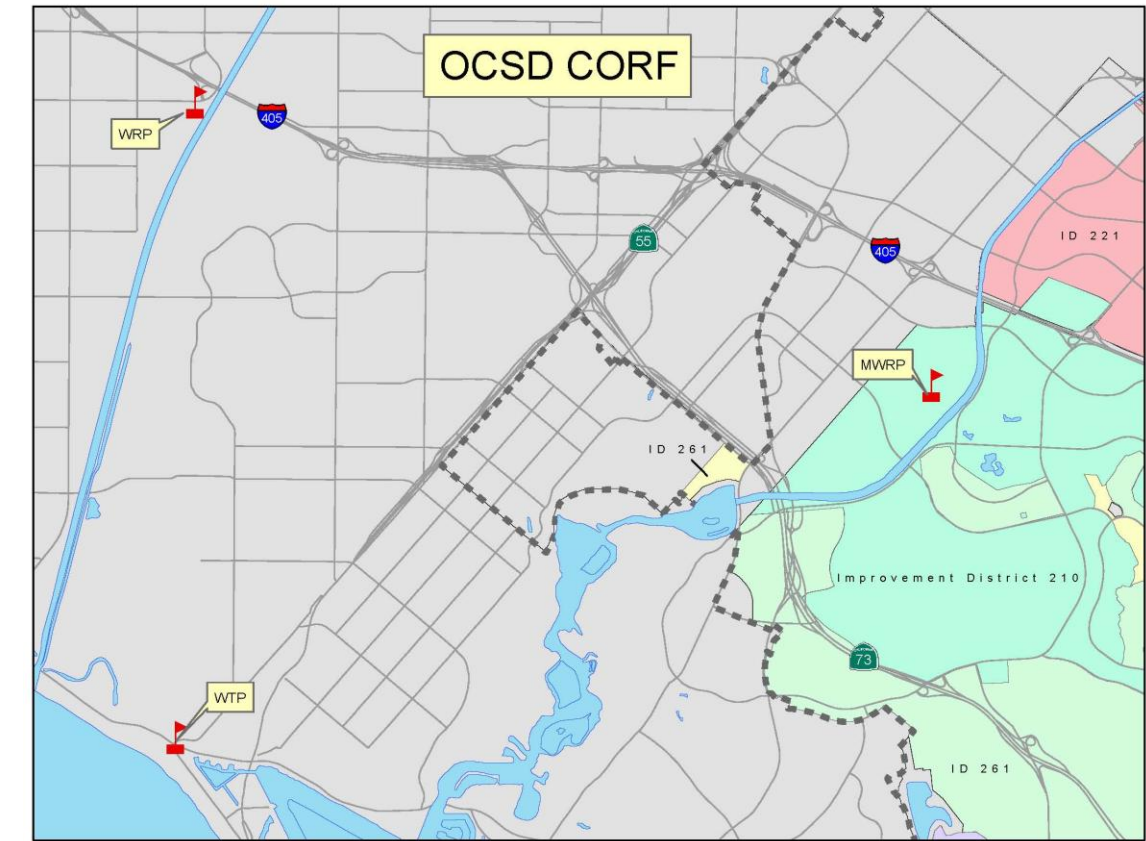 OCSD CORF
WRP
405
55
ID 221
405
MWRP
ID 261
Improvement District 210
73
WTP
ID 261